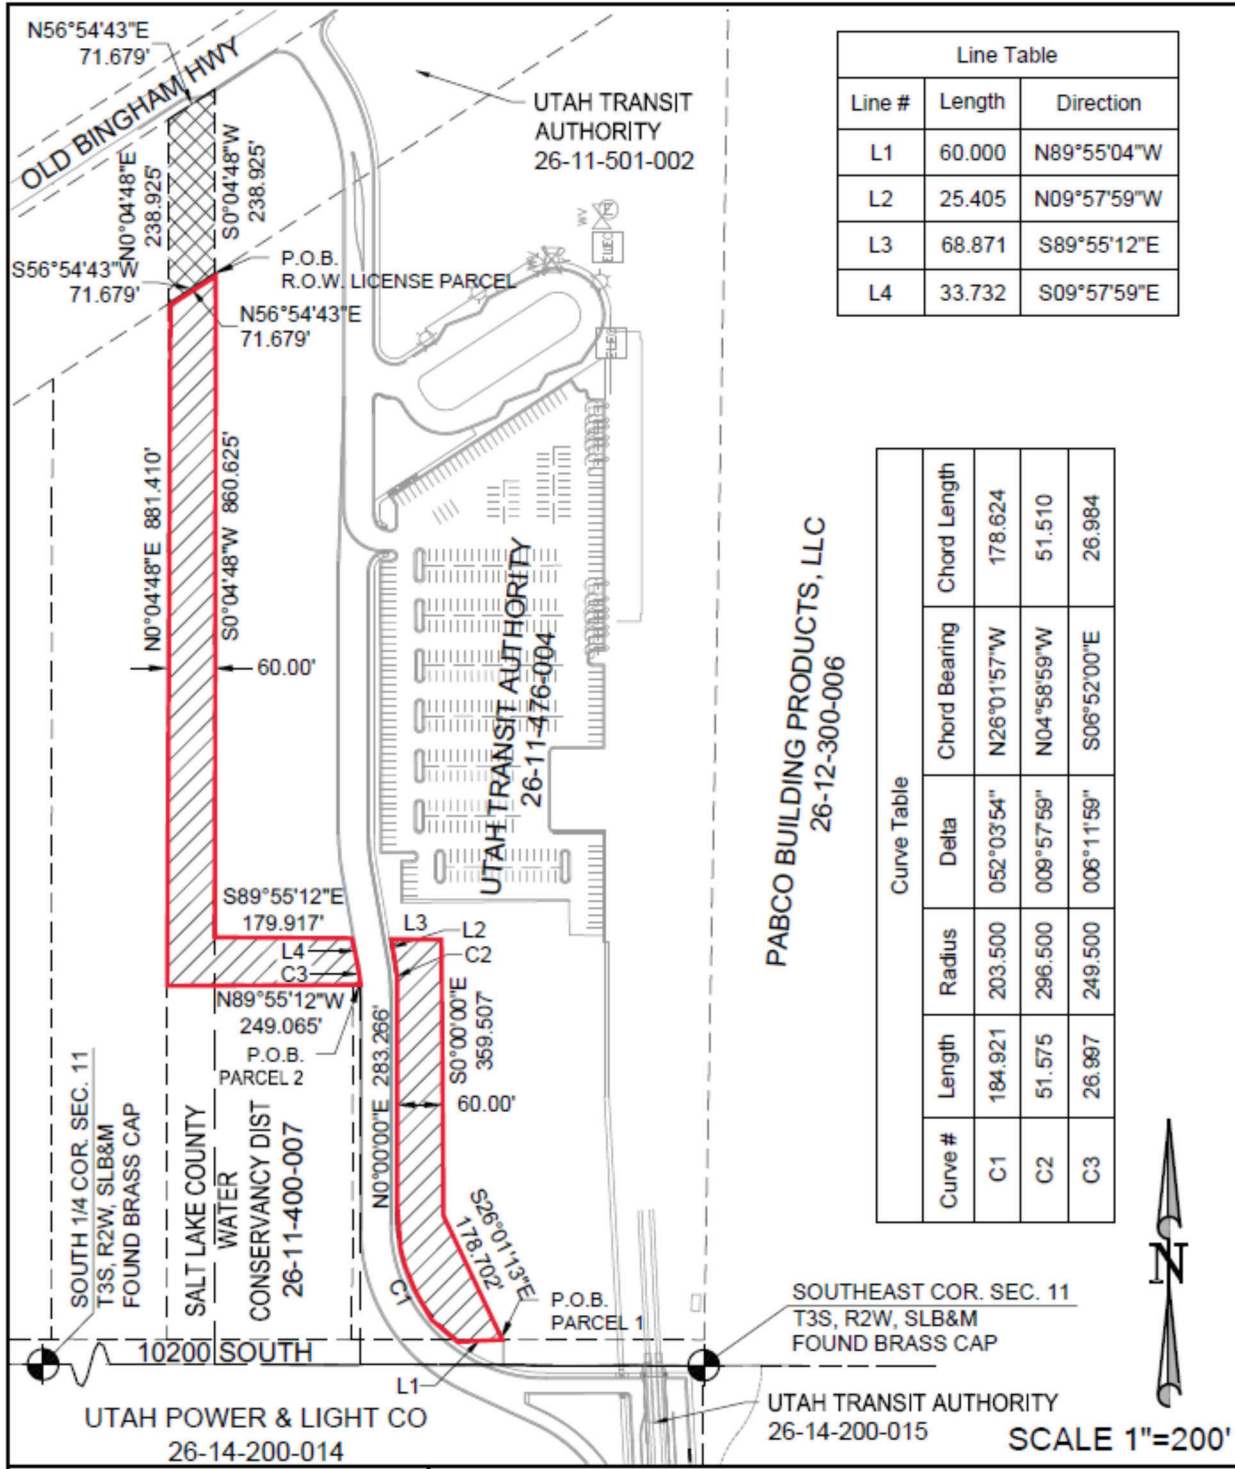 N56°54'43"E
71.679'
OLD BINGHAM HWY
N0°04'48"E
238.925'
S0°04'48"W
238.925'
UTAH TRANSIT
AUTHORITY
26-11-501-002
S56°54'43"W
71.679'
P.O.B.
R.O.W. LICENSE PARCEL
N56°54'43"E
71.679'
WV
ELEC
WV
ELEC
Line Table
Line # Length Direction
L1 60.000 N89°55'04"W
L2 25.405 N09°57'59"W
L3 68.871 S89°55'12"E
L4 33.732 S09°57'59"E
N0°04'48"E 881.410'
S0°04'48"W 860.625'
60.00'
UTAH TRANSIT AUTHORITY
26-11-476-004
PABCO BUILDING PRODUCTS, LLC
26-12-300-006
Curve Table
Curve # Length Radius Delta Chord Bearing Chord Length
C1 184.921 203.500 052°03'54" N26°01'57"W 178.624
C2 51.575 296.500 009°57'59" N04°58'59"W 51.510
C3 26.997 249.500 006°11'59" S06°52'00"E 26.984
S89°55'12"E
179.917'
L4
C3
L3
L2
C2
N89°55'12"W
249.065'
P.O.B.
PARCEL 2
N0°00'00"E 283.266'
S0°00'00"E
359.507'
60.00'
S26°01'13"E
178.702'
C1
P.O.B.
PARCEL 1
L1
SOUTH 1/4 COR. SEC. 11
T3S, R2W, SLB&M
FOUND BRASS CAP
SALT LAKE COUNTY
WATER
CONSERVANCY DIST
26-11-400-007
10200 SOUTH
UTAH POWER & LIGHT CO
26-14-200-014
SOUTHEAST COR. SEC. 11
T3S, R2W, SLB&M
FOUND BRASS CAP
UTAH TRANSIT AUTHORITY
26-14-200-015
N
SCALE 1"=200'